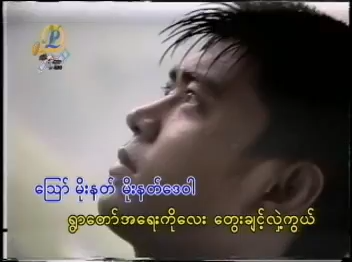 ဪ မိုးနတ် မိုးနတ်ဒေဝါ
ရွာတော်အရေးကိုလေး တွေးချင့်လှဲ့ကွယ်